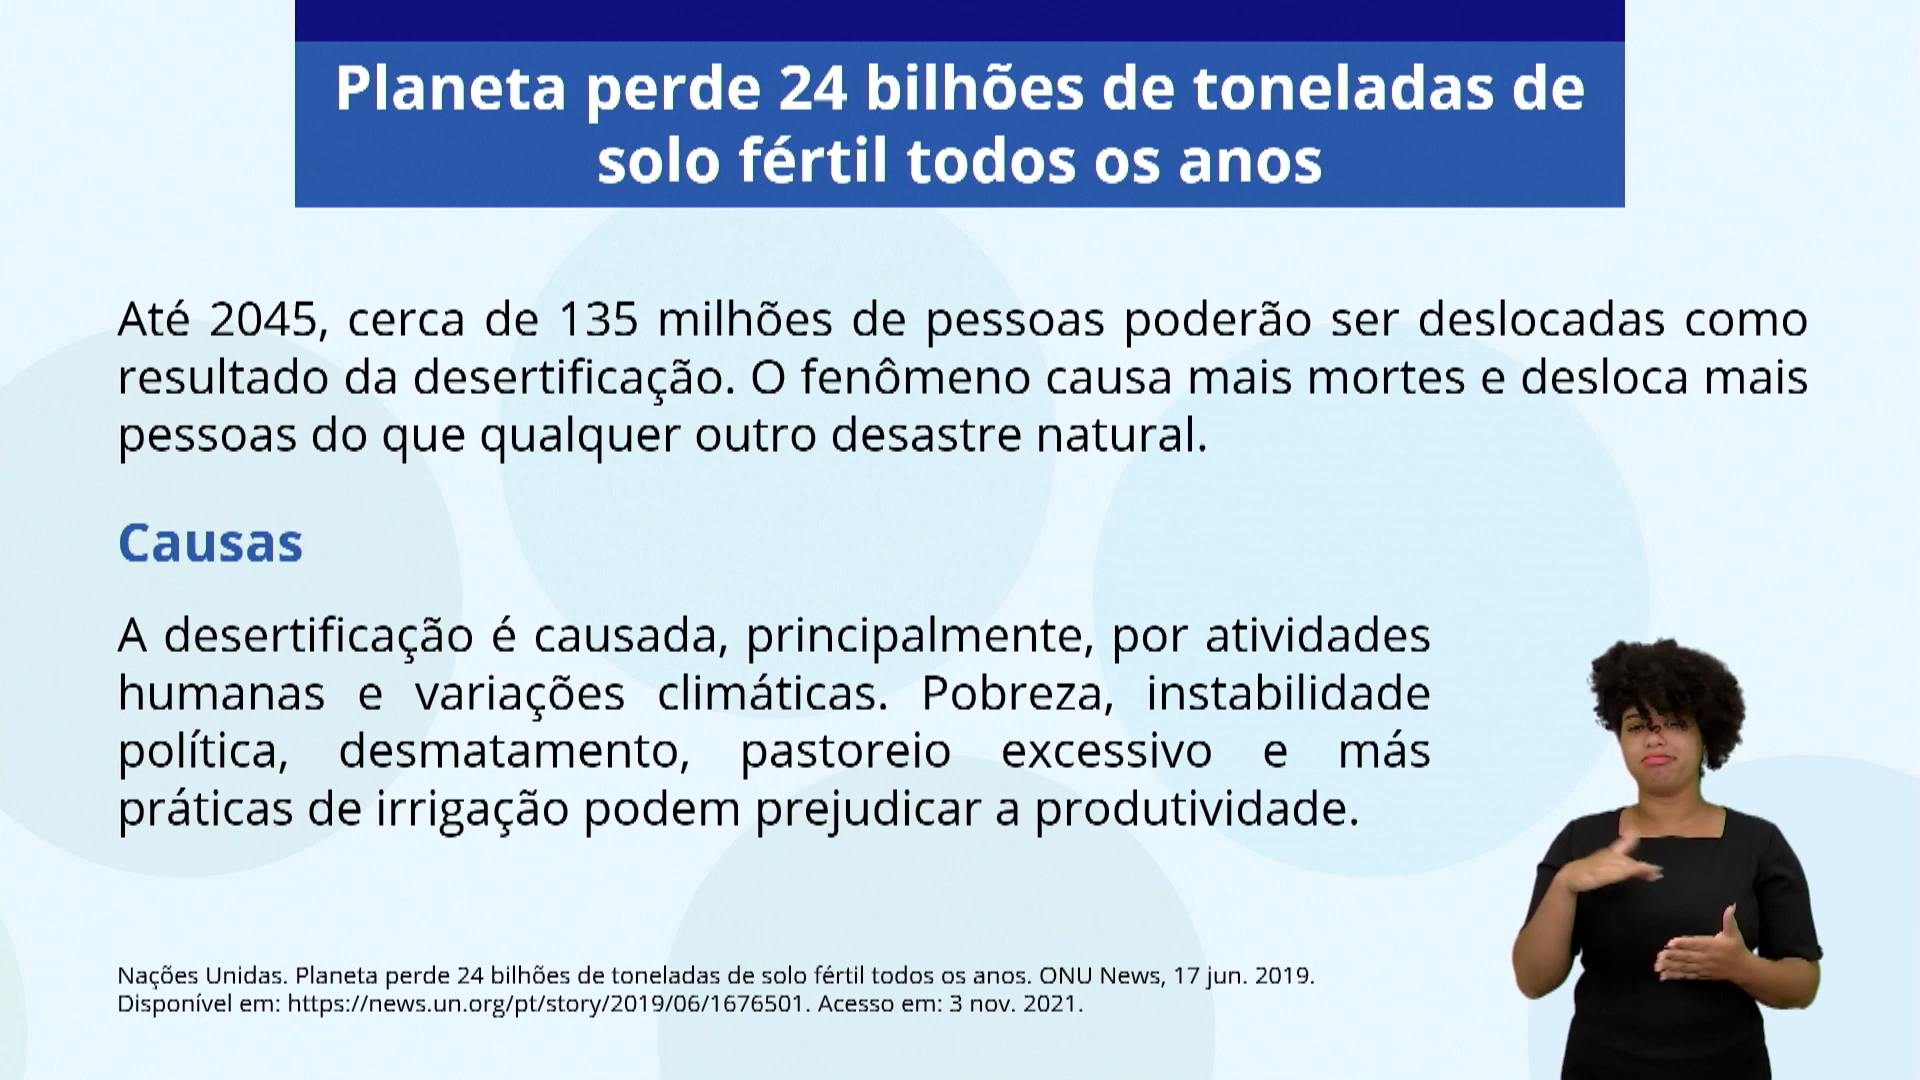 Planeta perde 24 bilhões de toneladas de
solo fértil todos os anos
Até 2045, cerca de 135 milhões de pessoas poderão ser deslocadas como
resultado da desertificação. O fenômeno causa mais mortes e desloca mais
pessoas do que qualquer outro desastre natural.
Causas
A desertificação é causada, principalmente, por atividades
humanas e variações climáticas. Pobreza, instabilidade
política, desmatamento, pastoreio excessivo e más
práticas de irrigação podem prejudicar a produtividade.
Nações Unidas. Planeta perde 24 bilhões de toneladas de solo fértil todos os anos. ONU News, 17 jun. 2019.
Disponível em: https://news.un.org/pt/story/2019/06/1676501. Acesso em: 3 nov. 2021.